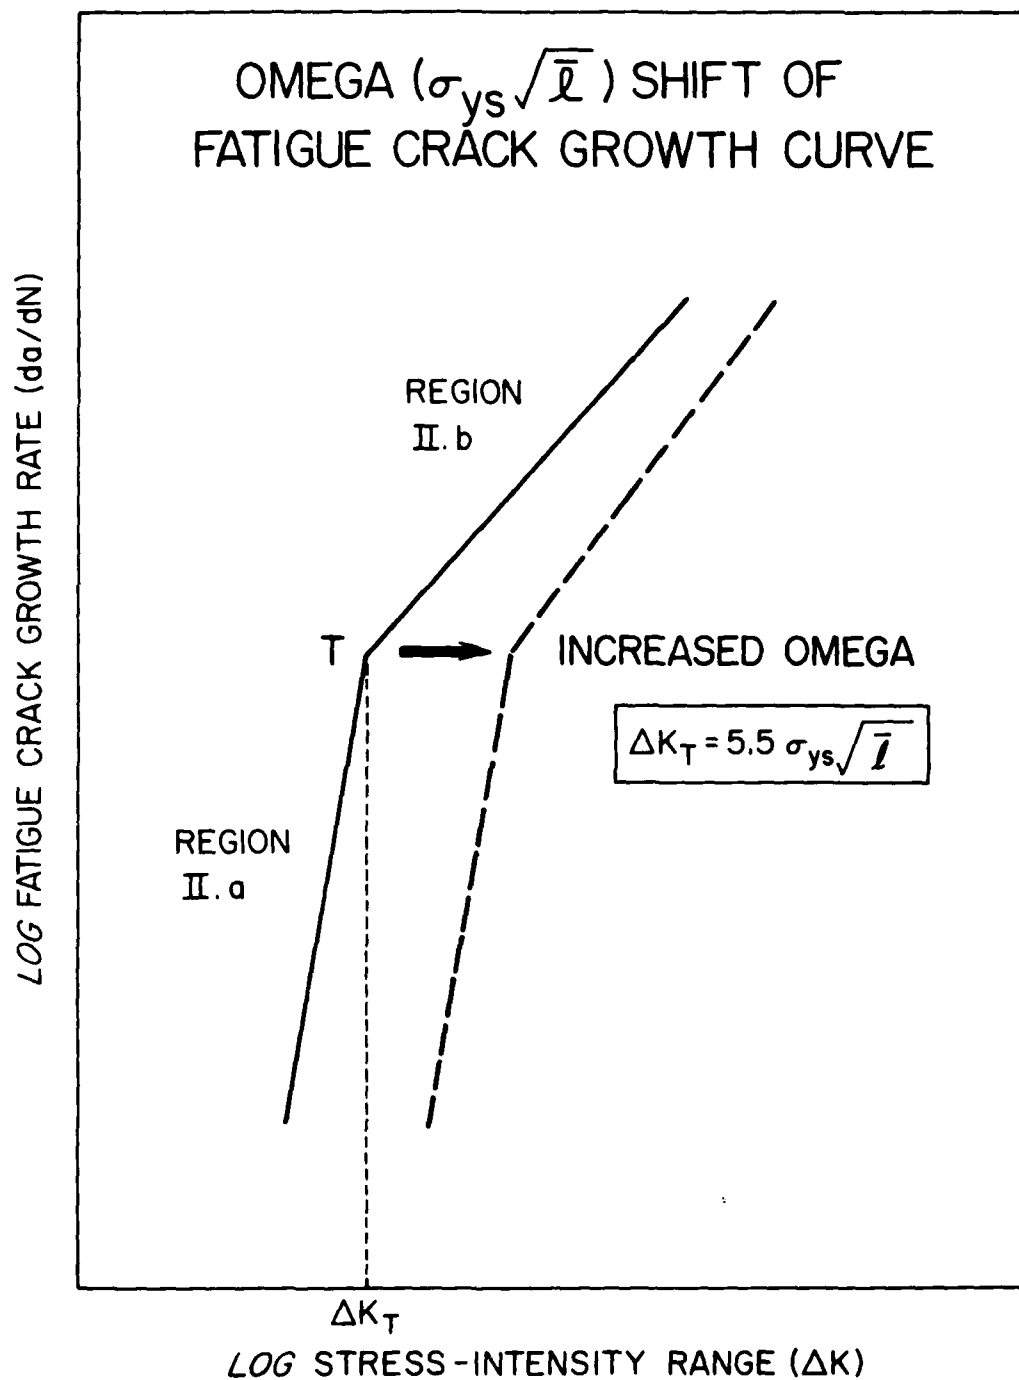 OMEGA (σys√l̅) SHIFT OF
FATIGUE CRACK GROWTH CURVE
LOG FATIGUE CRACK GROWTH RATE (da/dN)
REGION
II.b
T
INCREASED OMEGA
ΔKT = 5.5 σys√l̅
REGION
II.a
ΔKT
LOG STRESS-INTENSITY RANGE (ΔK)